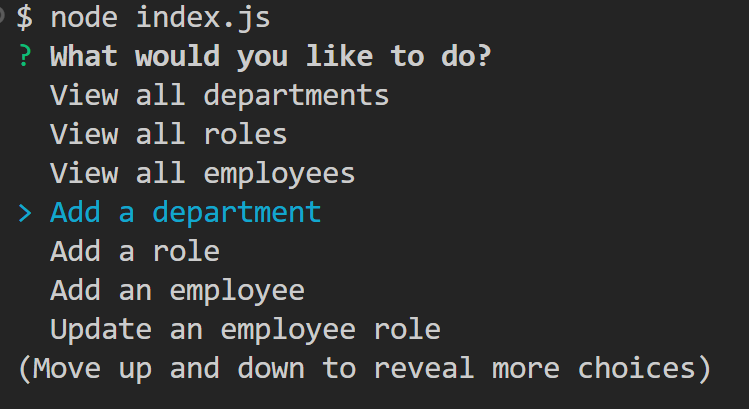 $ node index.js
? What would you like to do?
View all departments
View all roles
View all employees
> Add a department
Add a role
Add an employee
Update an employee role
(Move up and down to reveal more choices)